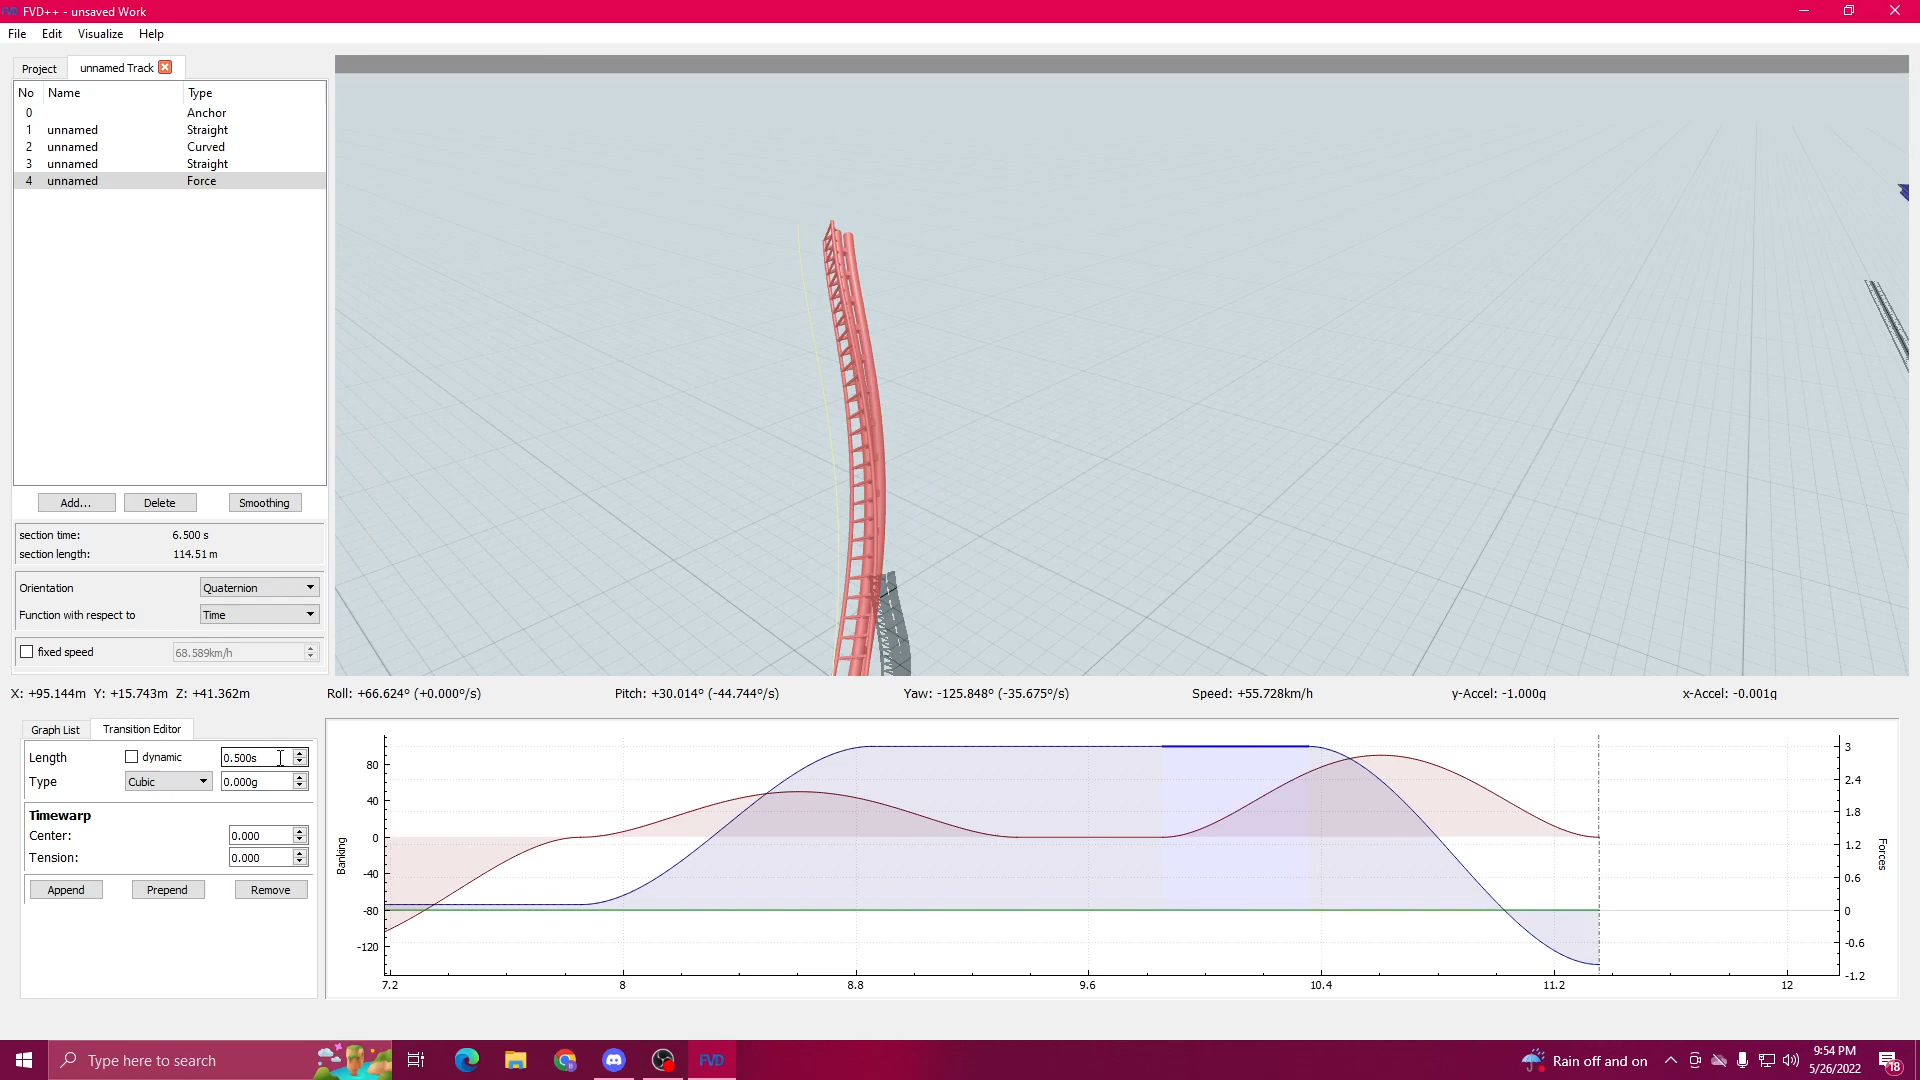 FVD++ - unsaved Work
File Edit Visualize Help
Project unnamed Track
No Name Type
0 Anchor
1 unnamed Straight
2 unnamed Curved
3 unnamed Straight
4 unnamed Force
Add... Delete Smoothing
section time: 6.500 s
section length: 114.51 m
Orientation Quaternion
Function with respect to Time
fixed speed 68.589km/h
X: +95.144m Y: +15.743m Z: +41.362m Roll: +66.624° (+0.000°/s) Pitch: +30.014° (-44.744°/s) Yaw: -125.848° (-35.675°/s) Speed: +55.728km/h y-Accel: -1.000g x-Accel: -0.001g
Graph List Transition Editor
Length dynamic 0.500s
Type Cubic 0.000g
Timewarp
Center: 0.000
Tension: 0.000
Append Prepend Remove
Banking
80
40
0
-40
-80
-120
7.2 8 8.8 9.6 10.4 11.2 12
3
2.4
1.8
1.2
0.6
0
-0.6
-1.2
Forces
Type here to search
FVD
Rain off and on
9:54 PM
5/26/2022
18